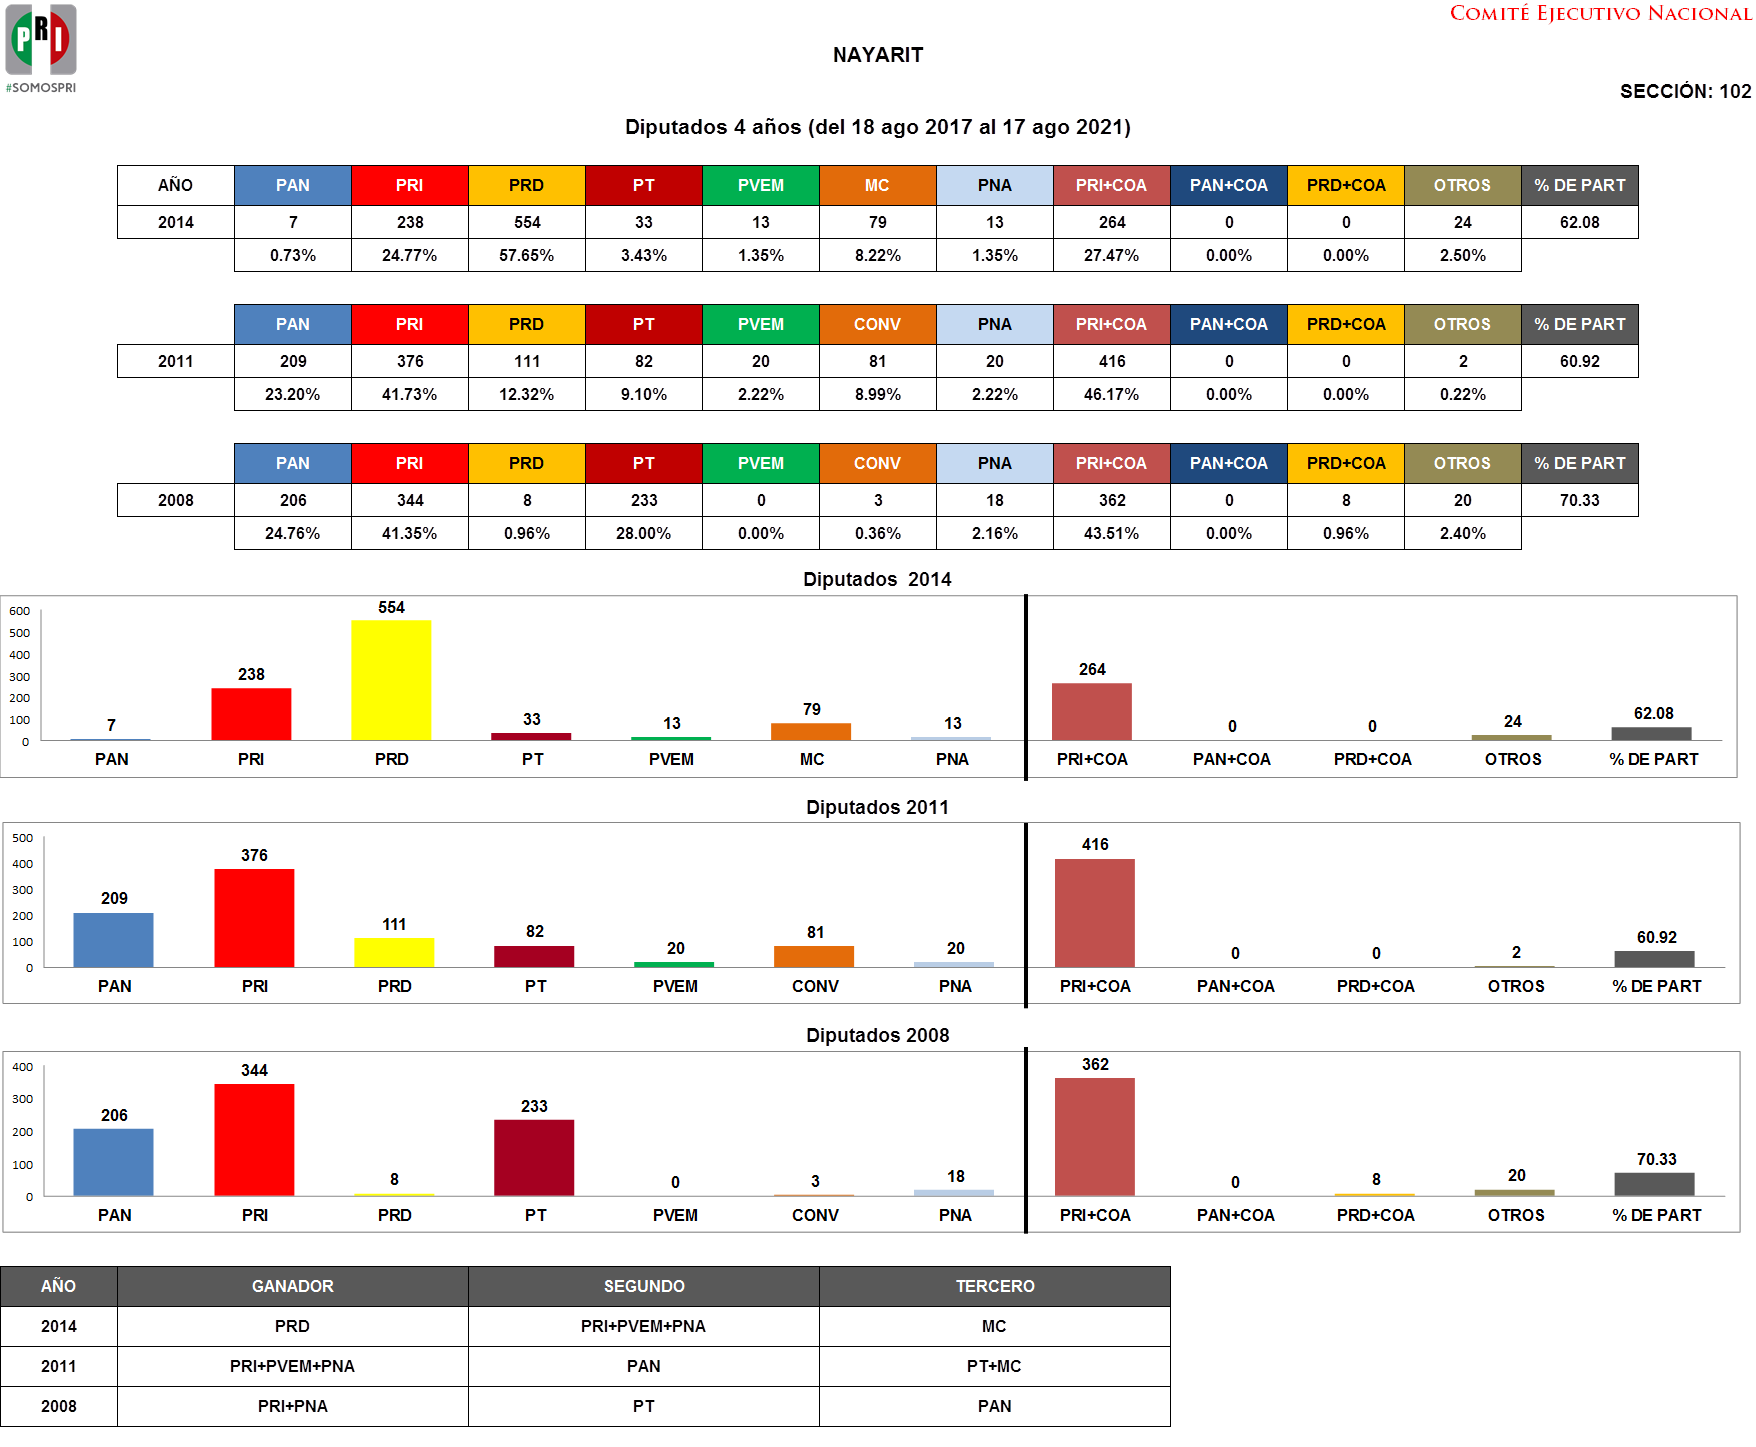 PRI
#SOMOSPRI
COMITÉ EJECUTIVO NACIONAL
NAYARIT
SECCIÓN: 102
Diputados 4 años (del 18 ago 2017 al 17 ago 2021)
AÑO PAN PRI PRD PT PVEM MC PNA PRI+COA PAN+COA PRD+COA OTROS % DE PART
2014 7 238 554 33 13 79 13 264 0 0 24 62.08
0.73% 24.77% 57.65% 3.43% 1.35% 8.22% 1.35% 27.47% 0.00% 0.00% 2.50%
PAN PRI PRD PT PVEM CONV PNA PRI+COA PAN+COA PRD+COA OTROS % DE PART
2011 209 376 111 82 20 81 20 416 0 0 2 60.92
23.20% 41.73% 12.32% 9.10% 2.22% 8.99% 2.22% 46.17% 0.00% 0.00% 0.22%
PAN PRI PRD PT PVEM CONV PNA PRI+COA PAN+COA PRD+COA OTROS % DE PART
2008 206 344 8 233 0 3 18 362 0 8 20 70.33
24.76% 41.35% 0.96% 28.00% 0.00% 0.36% 2.16% 43.51% 0.00% 0.96% 2.40%
Diputados 2014
600
500
400
300
200
100
0
7 238 554 33 13 79 13 264 0 0 24 62.08
PAN PRI PRD PT PVEM MC PNA PRI+COA PAN+COA PRD+COA OTROS % DE PART
Diputados 2011
500
400
300
200
100
0
209 376 111 82 20 81 20 416 0 0 2 60.92
PAN PRI PRD PT PVEM CONV PNA PRI+COA PAN+COA PRD+COA OTROS % DE PART
Diputados 2008
400
300
200
100
0
206 344 8 233 0 3 18 362 0 8 20 70.33
PAN PRI PRD PT PVEM CONV PNA PRI+COA PAN+COA PRD+COA OTROS % DE PART
AÑO GANADOR SEGUNDO TERCERO
2014 PRD PRI+PVEM+PNA MC
2011 PRI+PVEM+PNA PAN PT+MC
2008 PRI+PNA PT PAN